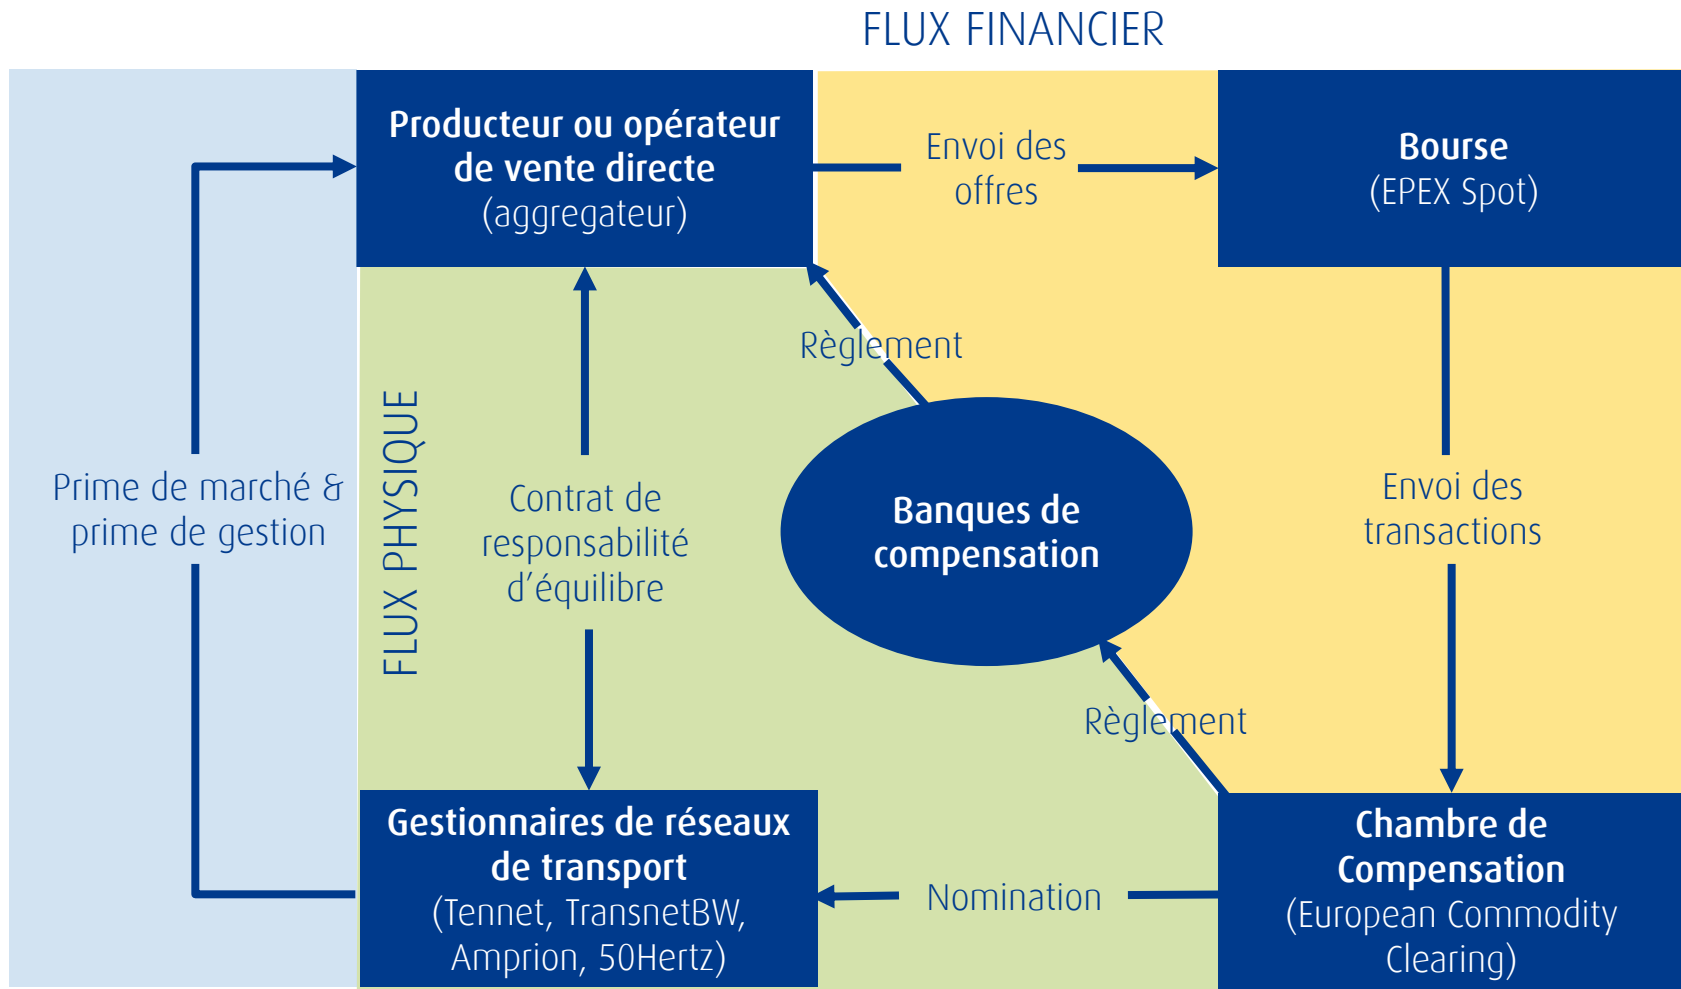 FLUX FINANCIER
Producteur ou opérateur
de vente directe
(aggregateur)
Envoi des
offres
Bourse
(EPEX Spot)
Règlement
FLUX PHYSIQUE
Prime de marché &
prime de gestion
Contrat de
responsabilité
d'équilibre
Banques de
compensation
Envoi des
transactions
Règlement
Gestionnaires de réseaux
de transport
(Tennet, TransnetBW,
Amprion, 50Hertz)
Nomination
Chambre de
Compensation
(European Commodity
Clearing)